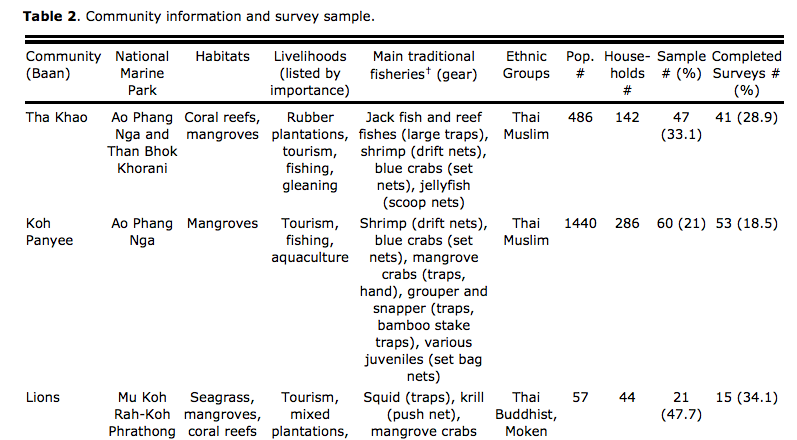 Table 2. Community information and survey sample.
Community National Habitats Livelihoods Main traditional Ethnic Pop. House- Sample Completed
(Baan) Marine (listed by fisheries† (gear) Groups # holds # (%) Surveys #
Park importance) # (%)
Tha Khao Ao Phang Coral reefs, Rubber Jack fish and reef Thai 486 142 47 41 (28.9)
Nga and mangroves plantations, fishes (large traps), Muslim (33.1)
Than Bhok tourism, shrimp (drift nets),
Khorani fishing, blue crabs (set
gleaning nets), jellyfish
(scoop nets)
Koh Ao Phang Mangroves Tourism, Shrimp (drift nets), Thai 1440 286 60 (21) 53 (18.5)
Panyee Nga fishing, blue crabs (set Muslim
aquaculture nets), mangrove
crabs (traps,
hand), grouper and
snapper (traps,
bamboo stake
traps), various
juveniles (set bag
nets)
Lions Mu Koh Seagrass, Tourism, Squid (traps), krill Thai 57 44 21 15 (34.1)
Rah-Koh mangroves, mixed (push net), Buddhist, (47.7)
Phrathong coral reefs plantations, mangrove crabs Moken